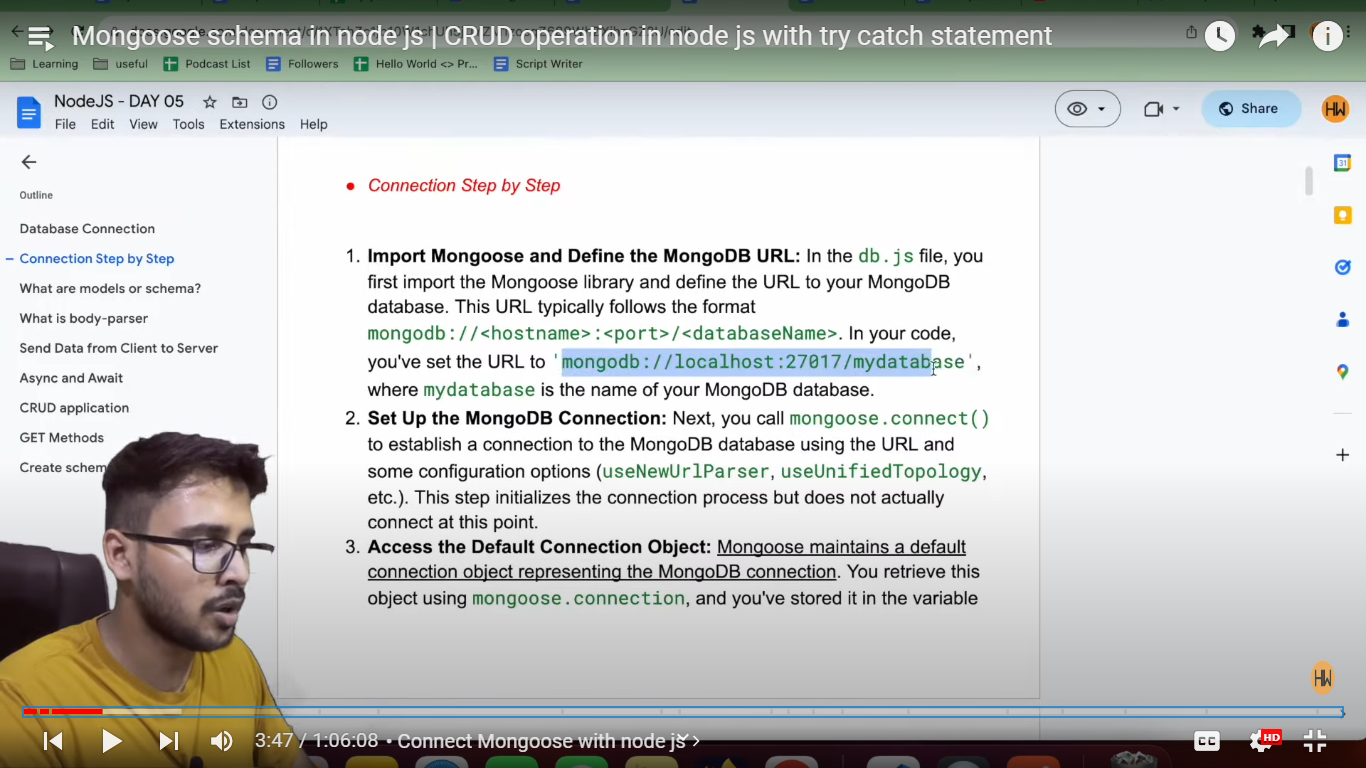 Mongoose schema in node js | CRUD operation in node js with try catch statement
Learning useful Podcast List Followers Hello World <> Pr... Script Writer
NodeJS - DAY 05
File Edit View Tools Extensions Help
Share
HW
Outline
Database Connection
Connection Step by Step
What are models or schema?
What is body-parser
Send Data from Client to Server
Async and Await
CRUD application
GET Methods
Create schem
• Connection Step by Step
1. Import Mongoose and Define the MongoDB URL: In the db.js file, you
first import the Mongoose library and define the URL to your MongoDB
database. This URL typically follows the format
mongodb://<hostname>:<port>/<databaseName>. In your code,
you've set the URL to 'mongodb://localhost:27017/mydatabase',
where mydatabase is the name of your MongoDB database.
2. Set Up the MongoDB Connection: Next, you call mongoose.connect()
to establish a connection to the MongoDB database using the URL and
some configuration options (useNewUrlParser, useUnifiedTopology,
etc.). This step initializes the connection process but does not actually
connect at this point.
3. Access the Default Connection Object: Mongoose maintains a default
connection object representing the MongoDB connection. You retrieve this
object using mongoose.connection, and you've stored it in the variable
31
HW
3:47 / 1:06:08 • Connect Mongoose with node js
CC
HD